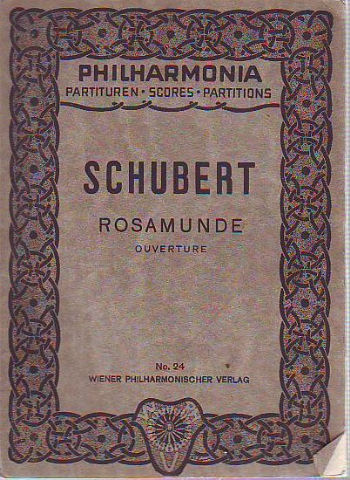 PHILHARMONIA
PARTITUREN • SCORES • PARTITIONS
SCHUBERT
ROSAMUNDE
OUVERTURE
No. 24
WIENER PHILHARMONISCHER VERLAG